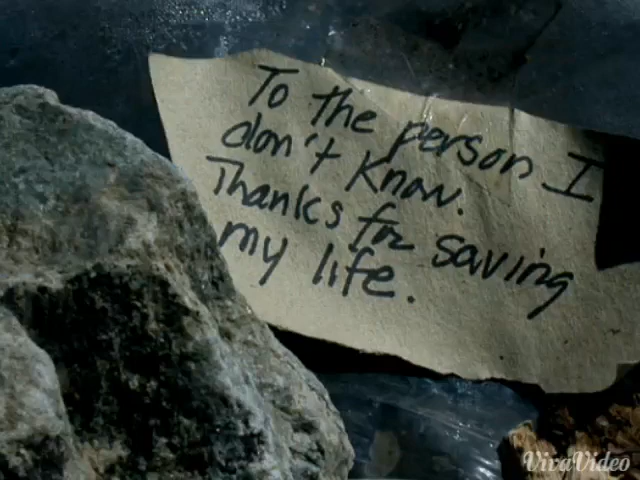 To the person I
don't know.
Thanks for saving
my life.
VivaVideo